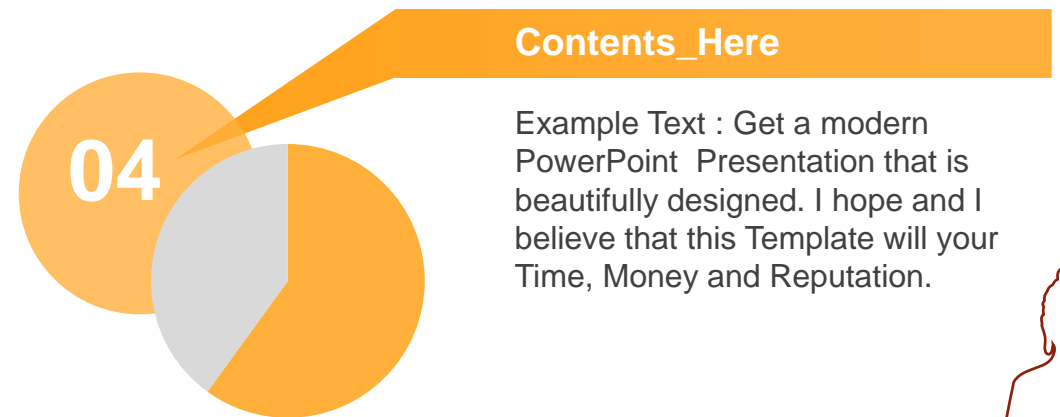 Contents_Here
04
Example Text : Get a modern
PowerPoint  Presentation that is
beautifully designed. I hope and I
believe that this Template will your
Time, Money and Reputation.